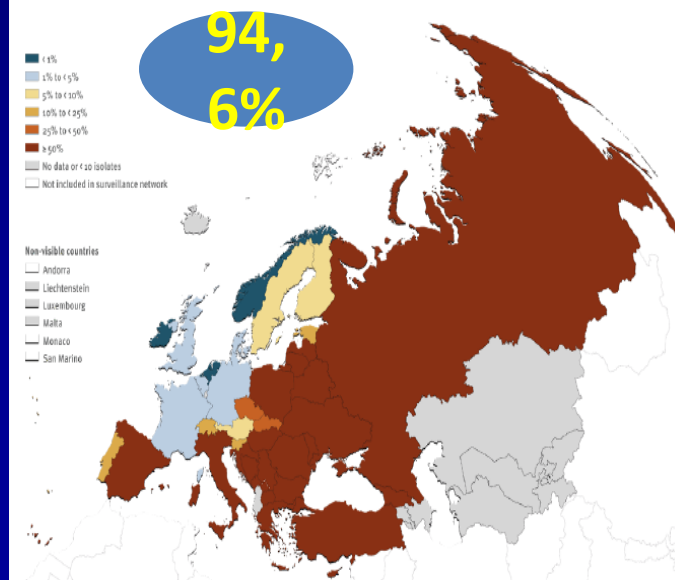 94,
6%
< 1%
1% to < 5%
5% to < 10%
10% to < 25%
25% to < 50%
≥ 50%
No data or < 10 isolates
Not included in surveillance network
Non-visible countries
Andorra
Liechtenstein
Luxembourg
Malta
Monaco
San Marino